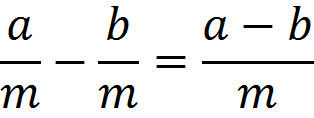 a/m − b/m = (a − b)/m